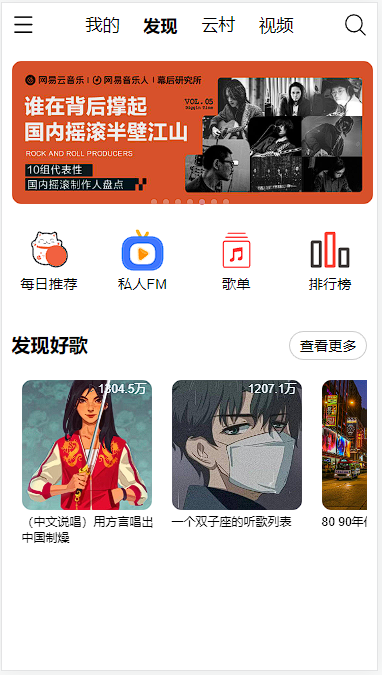 我的 发现 云村 视频
网易云音乐 | 网易音乐人 | 幕后研究所
谁在背后撑起
VOL.05
国内摇滚半壁江山
ROCK AND ROLL PRODUCERS
10组代表性
国内摇滚制作人盘点
每日推荐 私人FM 歌单 排行榜
发现好歌 查看更多
1304.5万 1207.1万
（中文说唱）用方言唱出
中国制燥
一个双子座的听歌列表
80 90年